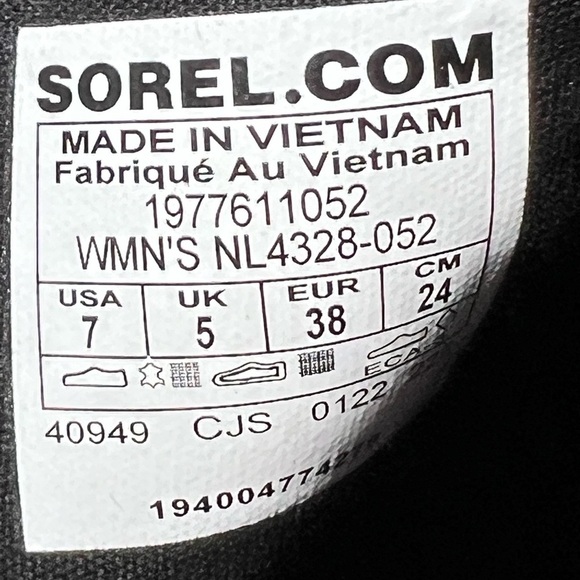 SOREL.COM
MADE IN VIETNAM
Fabriqué Au Vietnam
1977611052
WMN'S NL4328-052
USA UK EUR CM
7 5 38 24
40949 CJS 0122